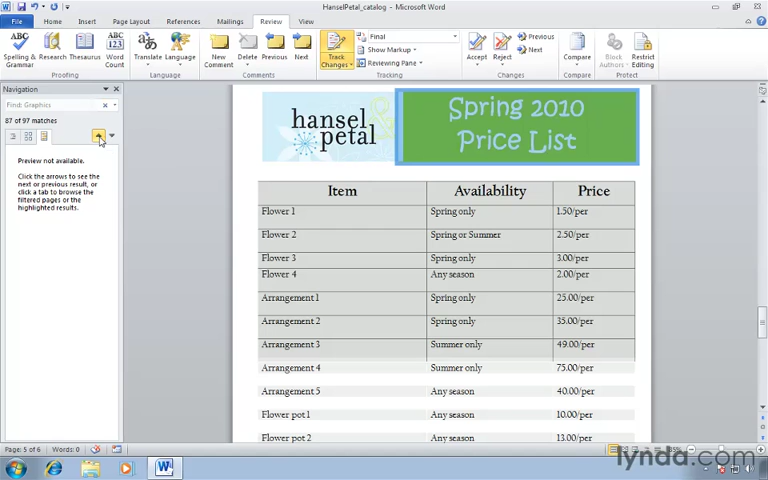 HanselPetal_catalog - Microsoft Word
File Home Insert Page Layout References Mailings Review View
Spelling & Grammar Research Thesaurus Word Count
Proofing
Translate Language
Language
New Comment Delete Previous Next
Comments
Track Changes Final Show Markup Reviewing Pane
Tracking
Accept Reject Previous Next
Changes
Compare
Compare
Block Authors Restrict Editing
Protect
Navigation
Find: Graphics
87 of 97 matches
Preview not available.
Click the arrows to see the
next or previous result, or
click a tab to browse the
filtered pages or the
highlighted results.
hansel
petal
Spring 2010
Price List
Item Availability Price
Flower 1 Spring only 1.50/per
Flower 2 Spring or Summer 2.50/per
Flower 3 Spring only 3.00/per
Flower 4 Any season 2.00/per
Arrangement 1 Spring only 25.00/per
Arrangement 2 Spring only 35.00/per
Arrangement 3 Summer only 49.00/per
Arrangement 4 Summer only 75.00/per
Arrangement 5 Any season 40.00/per
Flower pot 1 Any season 10.00/per
Flower pot 2 Any season 13.00/per
Page: 5 of 6 Words: 0
lynda.com